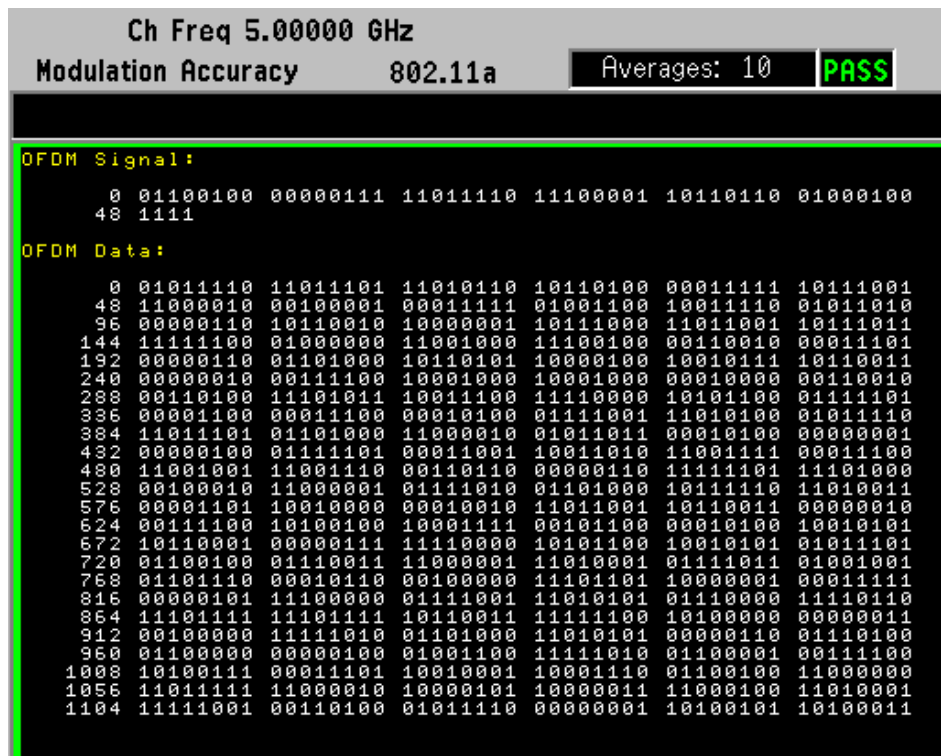 Ch Freq 5.00000 GHz
Modulation Accuracy 802.11a Averages: 10 PASS
OFDM Signal:
0 01100100 00000111 11011110 11100001 10110110 01000100
48 1111
OFDM Data:
0 01011110 11011101 11010110 10110100 00011111 10111001
48 11000010 00100001 00011111 01001100 10011110 01011010
96 00000110 10110010 10000001 10111000 11011001 10111011
144 11111100 01000000 11001000 11100100 00110010 00011101
192 00000110 01101000 10110101 10000100 10010111 10110011
240 00000010 00111100 10001000 10001000 00010000 00110010
288 00110100 11101011 10011100 11110000 10101100 01111101
336 00001100 00011100 00010100 01111001 11010100 01011110
384 11011101 01101000 11000010 01011011 00010100 00000001
432 00000100 01111101 00011001 10011010 11001111 00011100
480 11001001 11001110 00110110 00000110 11111101 11101000
528 00100010 11000001 01111010 01101000 10111110 11010011
576 00001101 10010000 00010010 11011001 10110011 00000010
624 00111100 10100100 10001111 00101100 00010100 10010101
672 10110001 00000111 11110000 10101100 10010101 01011101
720 01100100 01110011 11000001 11010001 01111011 01001001
768 01101110 00010110 00100000 11101101 10000001 00011111
816 00000101 11100000 01111001 11010101 01110000 11110110
864 11101111 11101111 10110011 11111100 10100000 00000011
912 00100000 11111010 01101000 11010101 00000110 01110100
960 01100000 00000100 01001100 11111010 01100001 00111100
1008 10100111 00011101 10010001 10001110 01100100 11000000
1056 11011111 11000010 10000101 10000011 11000100 11010001
1104 11111001 00110100 01011110 00000001 10100101 10100011